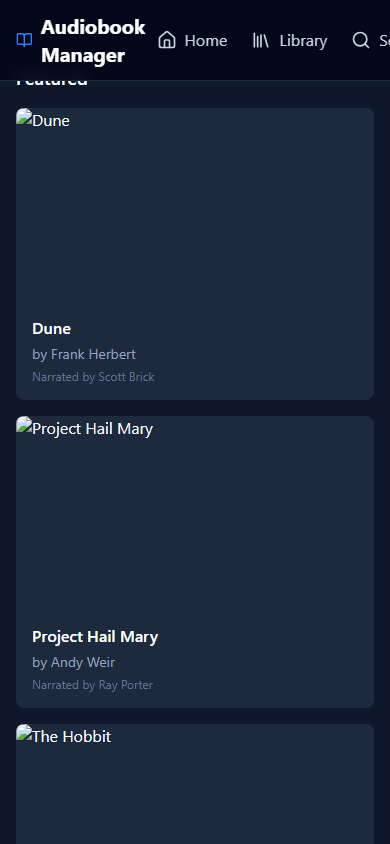 Audiobook
Manager
Home
Library
Featured
Dune
Dune
by Frank Herbert
Narrated by Scott Brick
Project Hail Mary
Project Hail Mary
by Andy Weir
Narrated by Ray Porter
The Hobbit